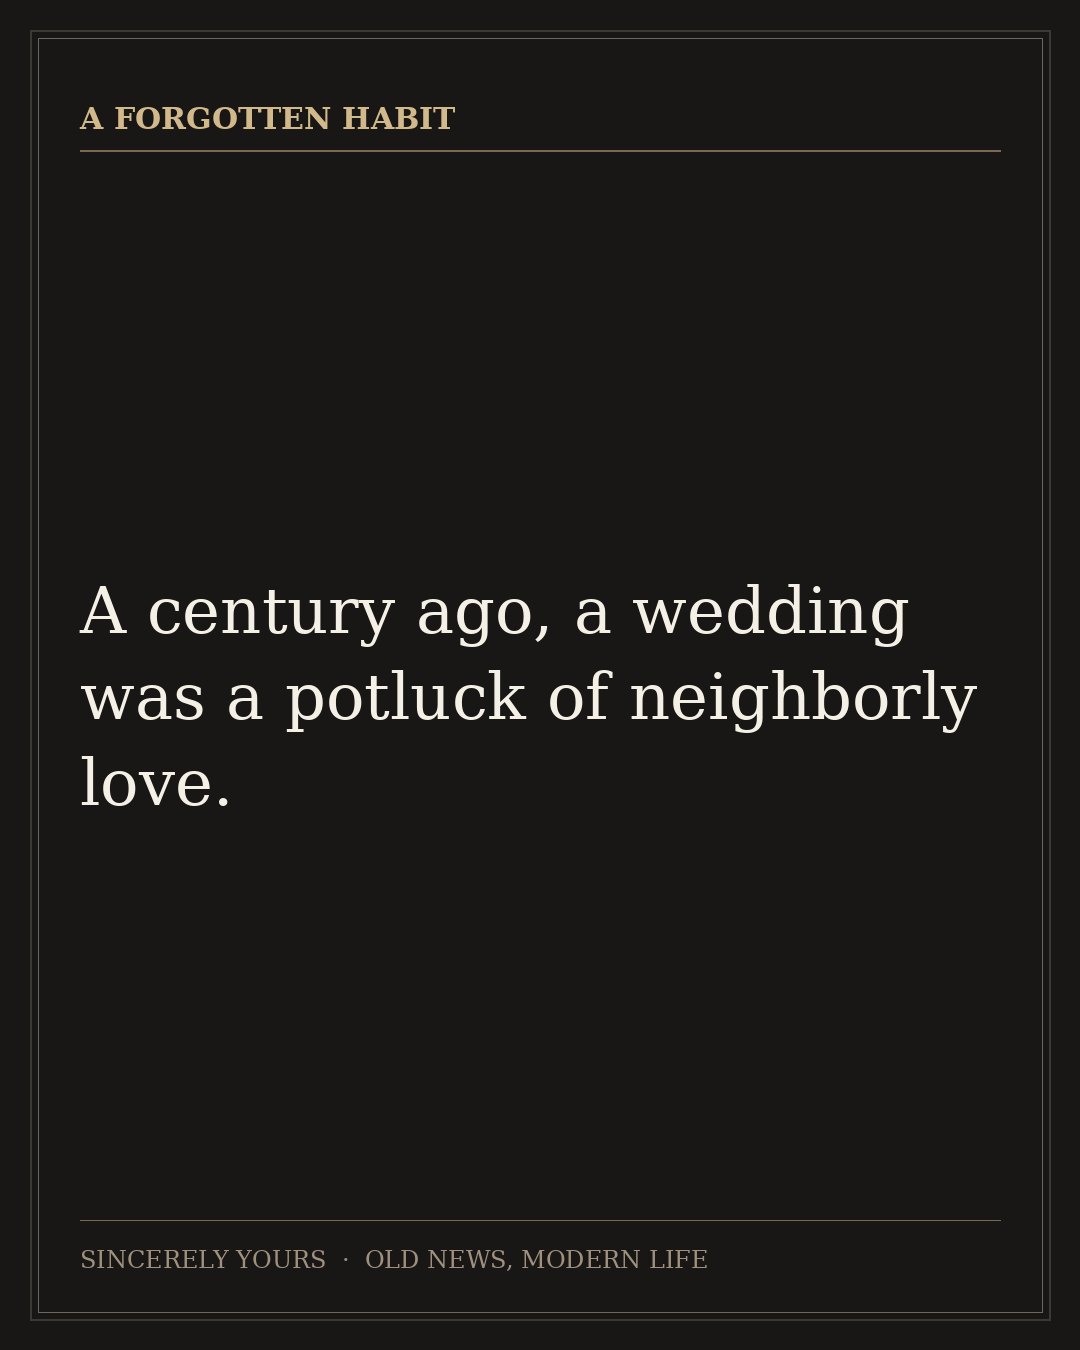 A FORGOTTEN HABIT
A century ago, a wedding
was a potluck of neighborly
love.
SINCERELY YOURS · OLD NEWS, MODERN LIFE